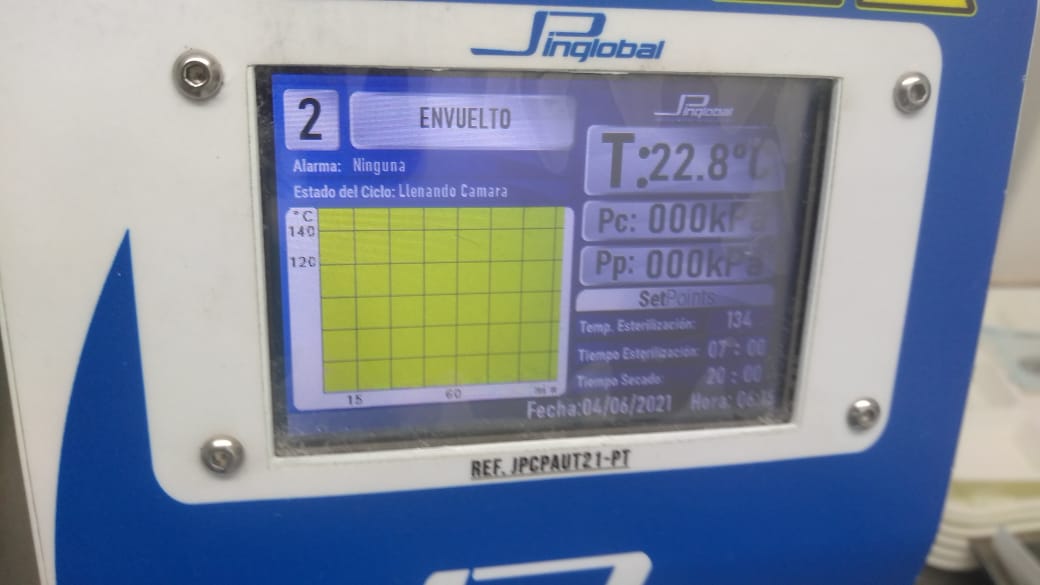 JPinglobal
2 ENVUELTO
JPinglobal
Alarma: Ninguna
Estado del Ciclo: Llenando Camara
T:22.8°C
Pc: 000kPa
Pp: 000kPa
SetPoints
Temp. Esterilización: 134
Tiempo Esterilización: 07 : 00
Tiempo Secado: 20 : 00
Fecha:04/06/2021 Hora:
°C
140
120
15 60
REF. JPCPAUT21-PT